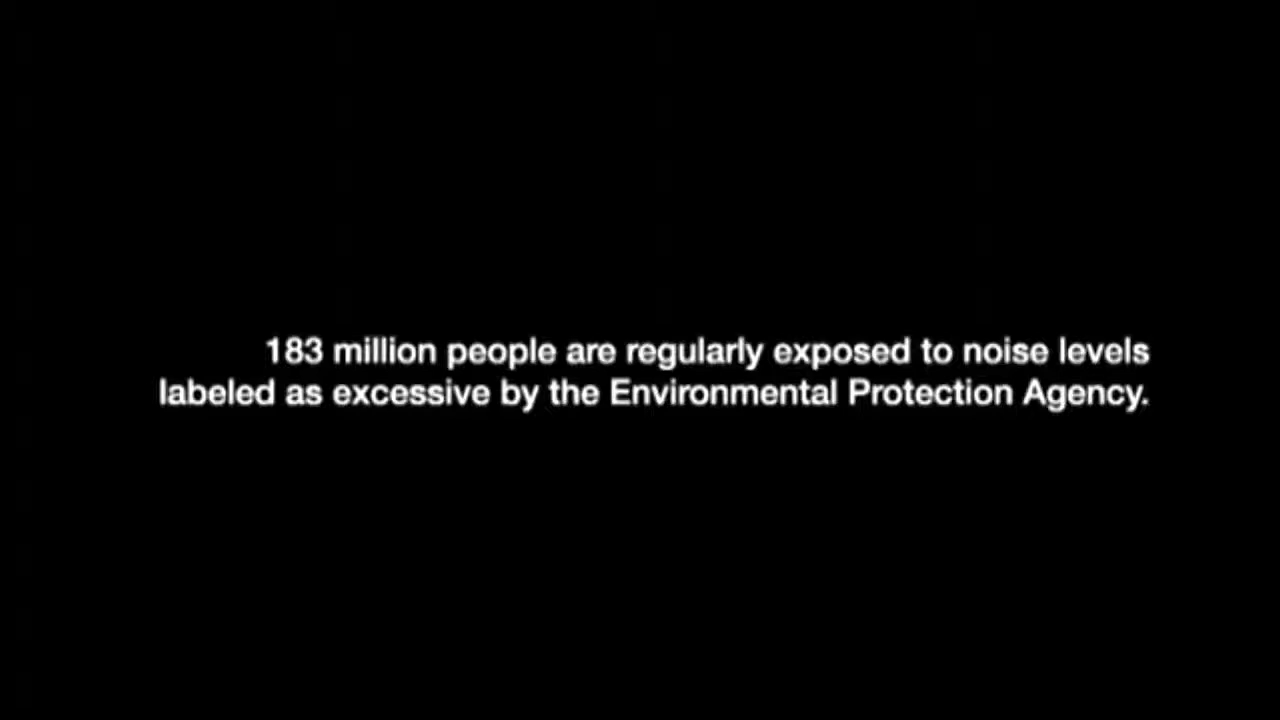 183 million people are regularly exposed to noise levels
labeled as excessive by the Environmental Protection Agency.